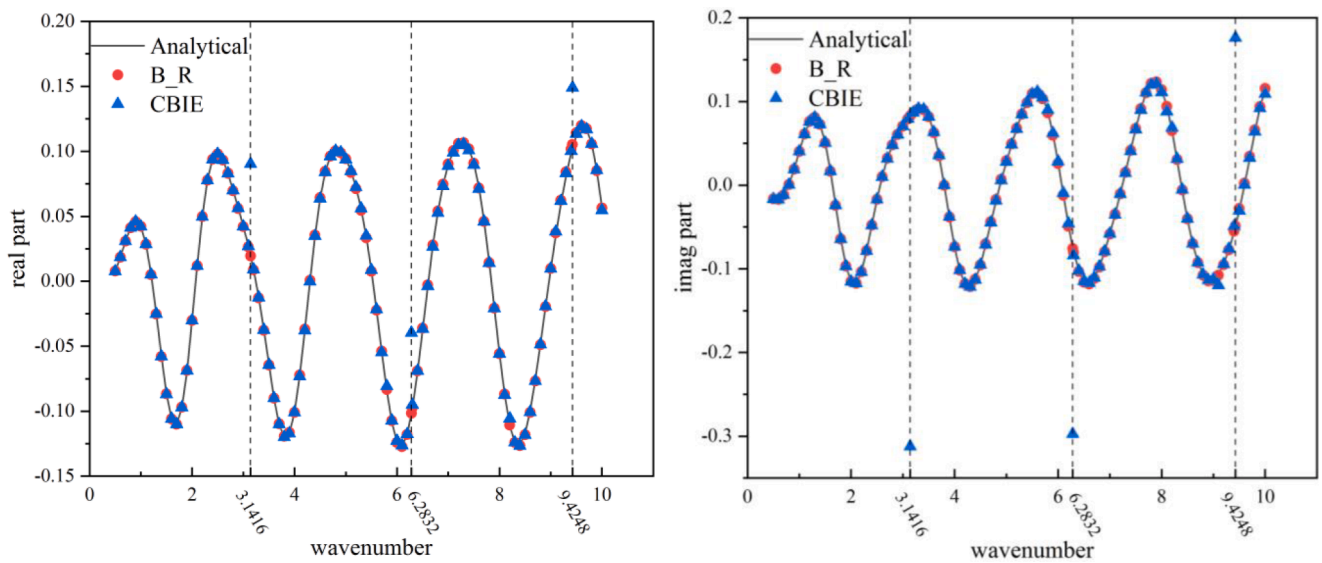 0.20
0.15
0.10
0.05
0.00
-0.05
-0.10
-0.15
real part
Analytical
B_R
CBIE
0 2 3.1416 4 6 6.2832 8 9.4248 10
wavenumber
0.2
0.1
0.0
-0.1
-0.2
-0.3
imag part
Analytical
B_R
CBIE
0 2 3.1416 4 6 6.2832 8 9.4248 10
wavenumber